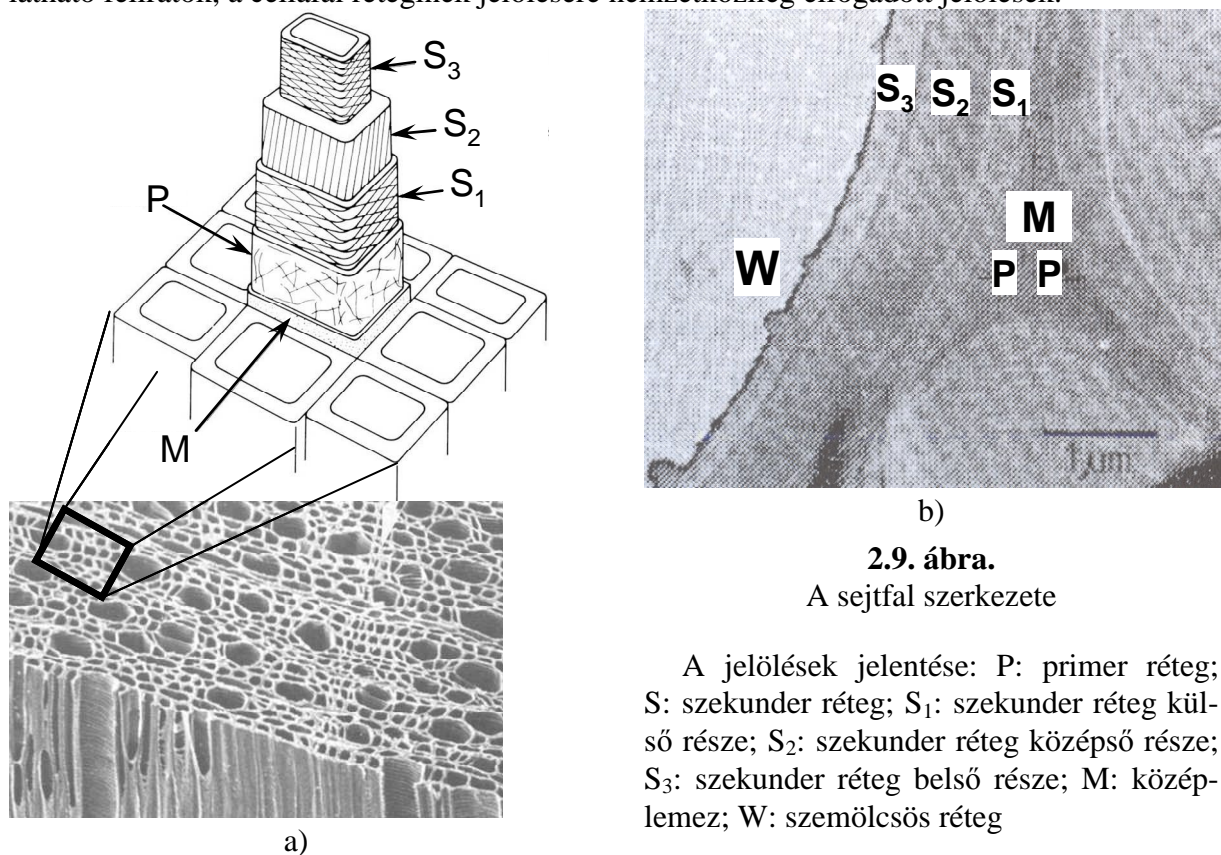 S₃
S₂
S₁
P
M
S₃ S₂ S₁
M
W
P P
1 µm
a)
b)
2.9. ábra.
A sejtfal szerkezete
A jelölések jelentése: P: primer réteg;
S: szekunder réteg; S₁: szekunder réteg kül-
ső része; S₂: szekunder réteg középső része;
S₃: szekunder réteg belső része; M: közép-
lemez; W: szemölcsös réteg